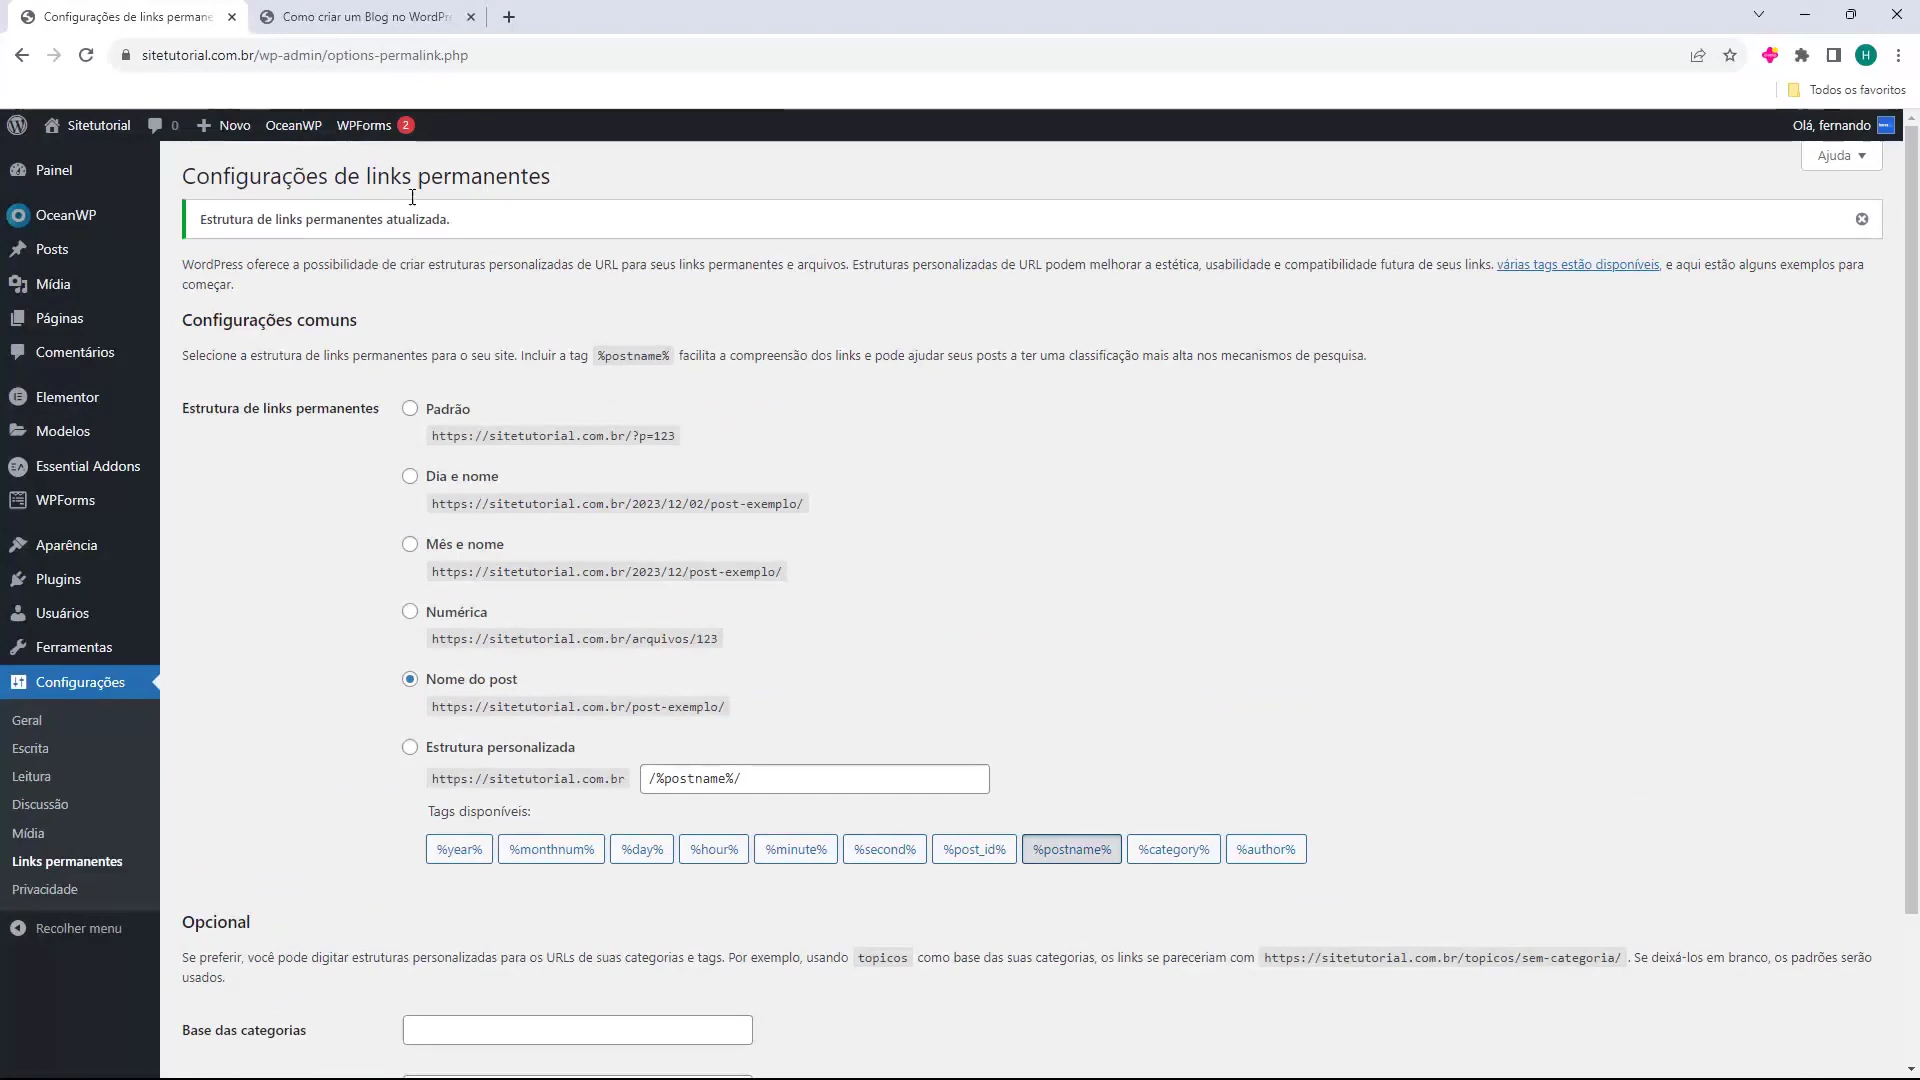 Configurações de links permane
Como criar um Blog no WordPr
sitetutorial.com.br/wp-admin/options-permalink.php
H
Todos os favoritos
Sitetutorial
0
Novo
OceanWP
WPForms
2
Olá, fernando
Ajuda
Painel
OceanWP
Posts
Mídia
Páginas
Comentários
Elementor
Modelos
Essential Addons
WPForms
Aparência
Plugins
Usuários
Ferramentas
Configurações
Geral
Escrita
Leitura
Discussão
Mídia
Links permanentes
Privacidade
Recolher menu
Configurações de links permanentes
Estrutura de links permanentes atualizada.
WordPress oferece a possibilidade de criar estruturas personalizadas de URL para seus links permanentes e arquivos. Estruturas personalizadas de URL podem melhorar a estética, usabilidade e compatibilidade futura de seus links. várias tags estão disponíveis, e aqui estão alguns exemplos para
começar.
Configurações comuns
Selecione a estrutura de links permanentes para o seu site. Incluir a tag %postname% facilita a compreensão dos links e pode ajudar seus posts a ter uma classificação mais alta nos mecanismos de pesquisa.
Estrutura de links permanentes
Padrão
https://sitetutorial.com.br/?p=123
Dia e nome
https://sitetutorial.com.br/2023/12/02/post-exemplo/
Mês e nome
https://sitetutorial.com.br/2023/12/post-exemplo/
Numérica
https://sitetutorial.com.br/arquivos/123
Nome do post
https://sitetutorial.com.br/post-exemplo/
Estrutura personalizada
https://sitetutorial.com.br /%postname%/
Tags disponíveis:
%year% %monthnum% %day% %hour% %minute% %second% %post_id% %postname% %category% %author%
Opcional
Se preferir, você pode digitar estruturas personalizadas para os URLs de suas categorias e tags. Por exemplo, usando topicos como base das suas categorias, os links se pareceriam com https://sitetutorial.com.br/topicos/sem-categoria/ . Se deixá-los em branco, os padrões serão
usados.
Base das categorias